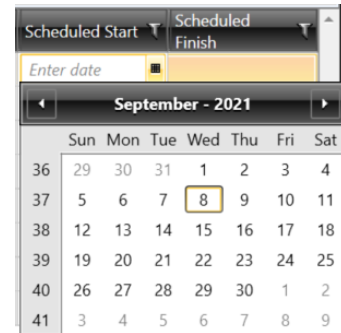 Scheduled Start Scheduled
Finish
Enter date
September - 2021
Sun Mon Tue Wed Thu Fri Sat
36 29 30 31 1 2 3 4
37 5 6 7 8 9 10 11
38 12 13 14 15 16 17 18
39 19 20 21 22 23 24 25
40 26 27 28 29 30 1 2
41 3 4 5 6 7 8 9